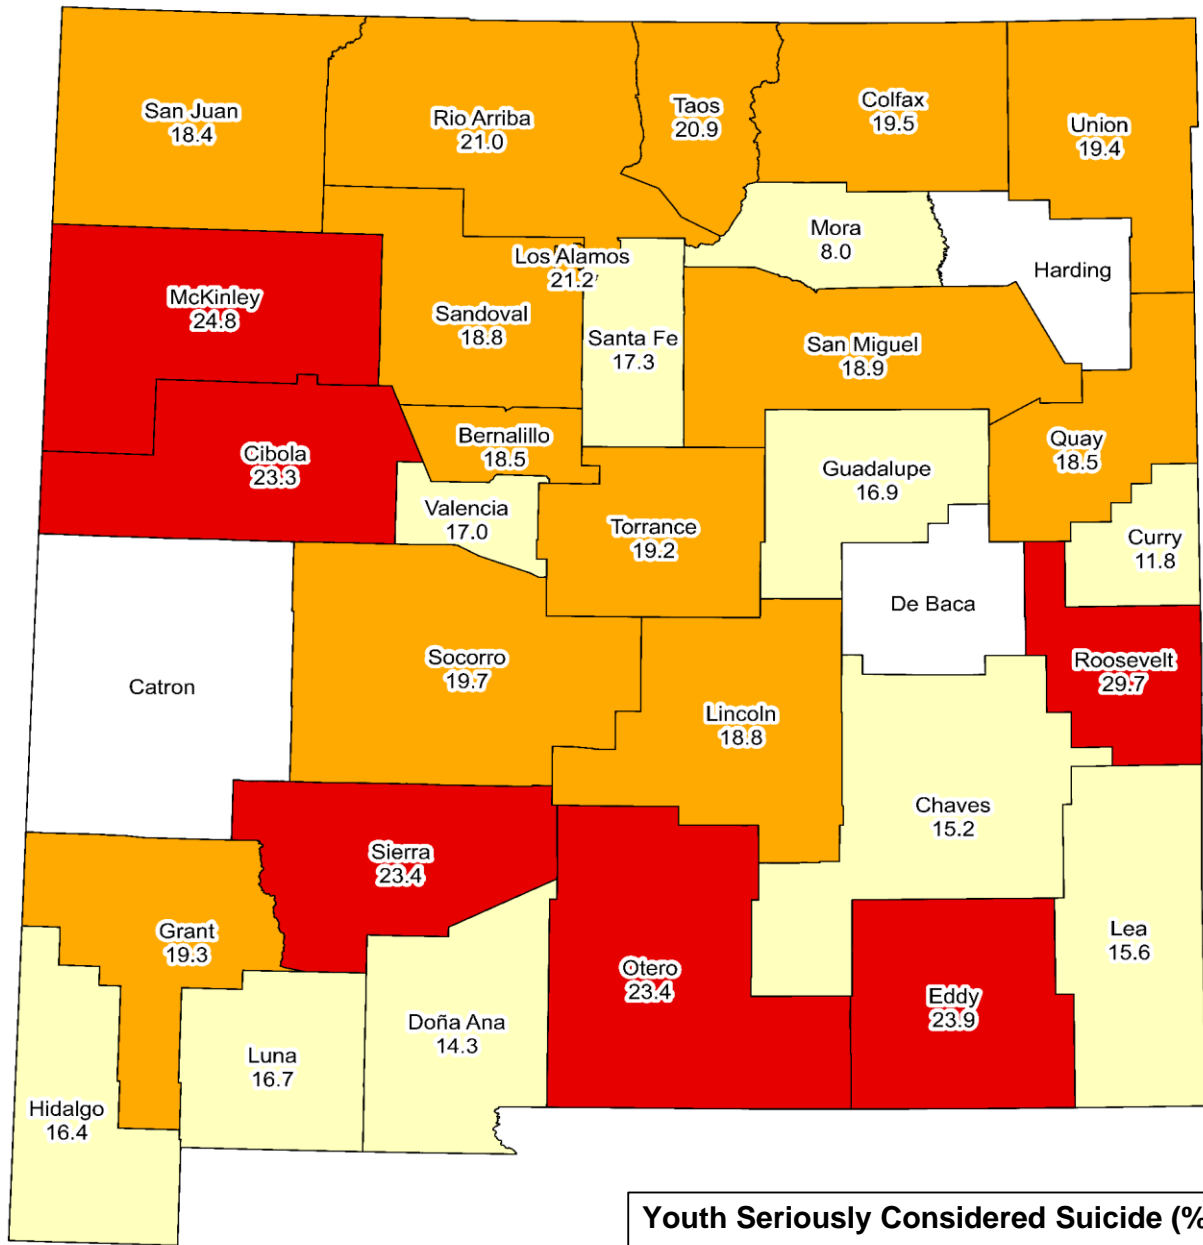 San Juan
18.4
Rio Arriba
21.0
Taos
20.9
Colfax
19.5
Union
19.4
Mora
8.0
Harding
Los Alamos
21.2
McKinley
24.8
Sandoval
18.8
Santa Fe
17.3
San Miguel
18.9
Cibola
23.3
Bernalillo
18.5
Quay
18.5
Guadalupe
16.9
Valencia
17.0
Torrance
19.2
Curry
11.8
De Baca
Catron
Socorro
19.7
Roosevelt
29.7
Lincoln
18.8
Chaves
15.2
Sierra
23.4
Grant
19.3
Lea
15.6
Otero
23.4
Eddy
23.9
Doña Ana
14.3
Luna
16.7
Hidalgo
16.4
Youth Seriously Considered Suicide (%